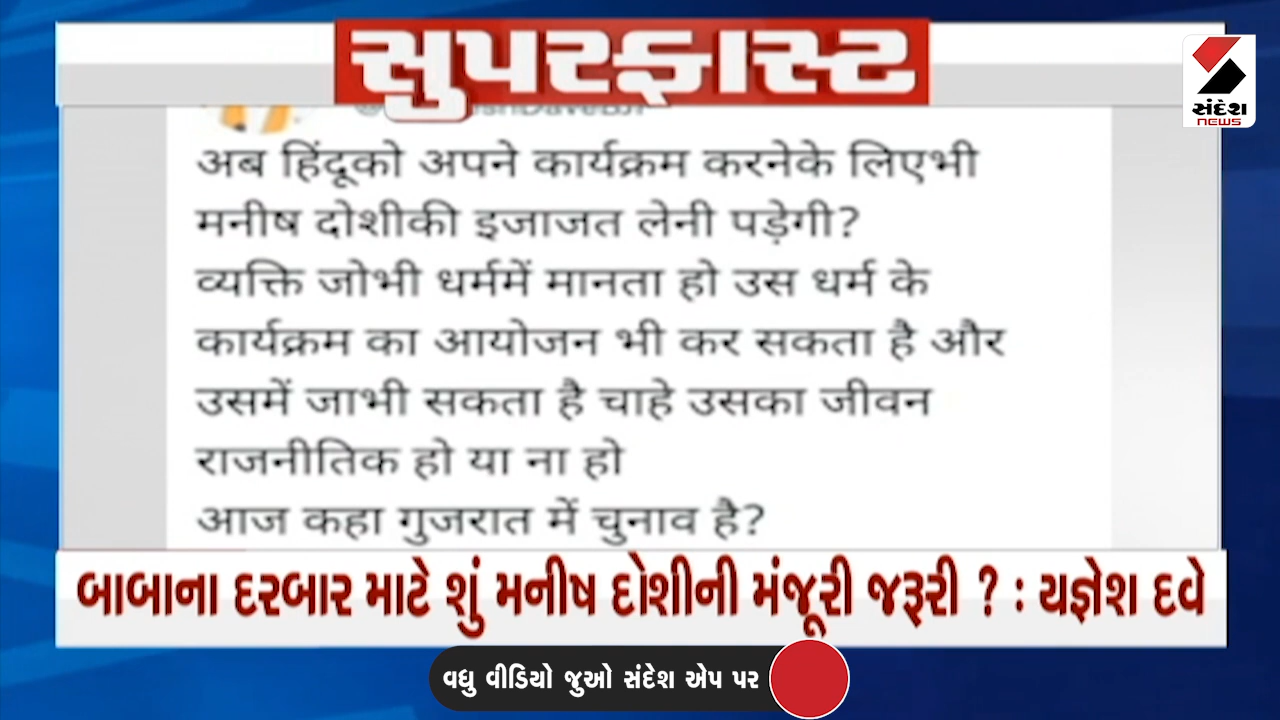 સુપરફાસ્ટ
સંદેશ
NEWS
अब हिंदूको अपने कार्यक्रम करनेके लिएभी
मनीष दोशीकी इजाजत लेनी पड़ेगी?
व्यक्ति जोभी धर्ममें मानता हो उस धर्म के
कार्यक्रम का आयोजन भी कर सकता है और
उसमें जाभी सकता है चाहे उसका जीवन
राजनीतिक हो या ना हो
आज कहा गुजरात में चुनाव है?
બાબાના દરબાર માટે શું મનીષ દોશીની મંજૂરી જરૂરી ? : યજ્ઞેશ દવે
વધુ વીડિયો જુઓ સંદેશ એપ પર